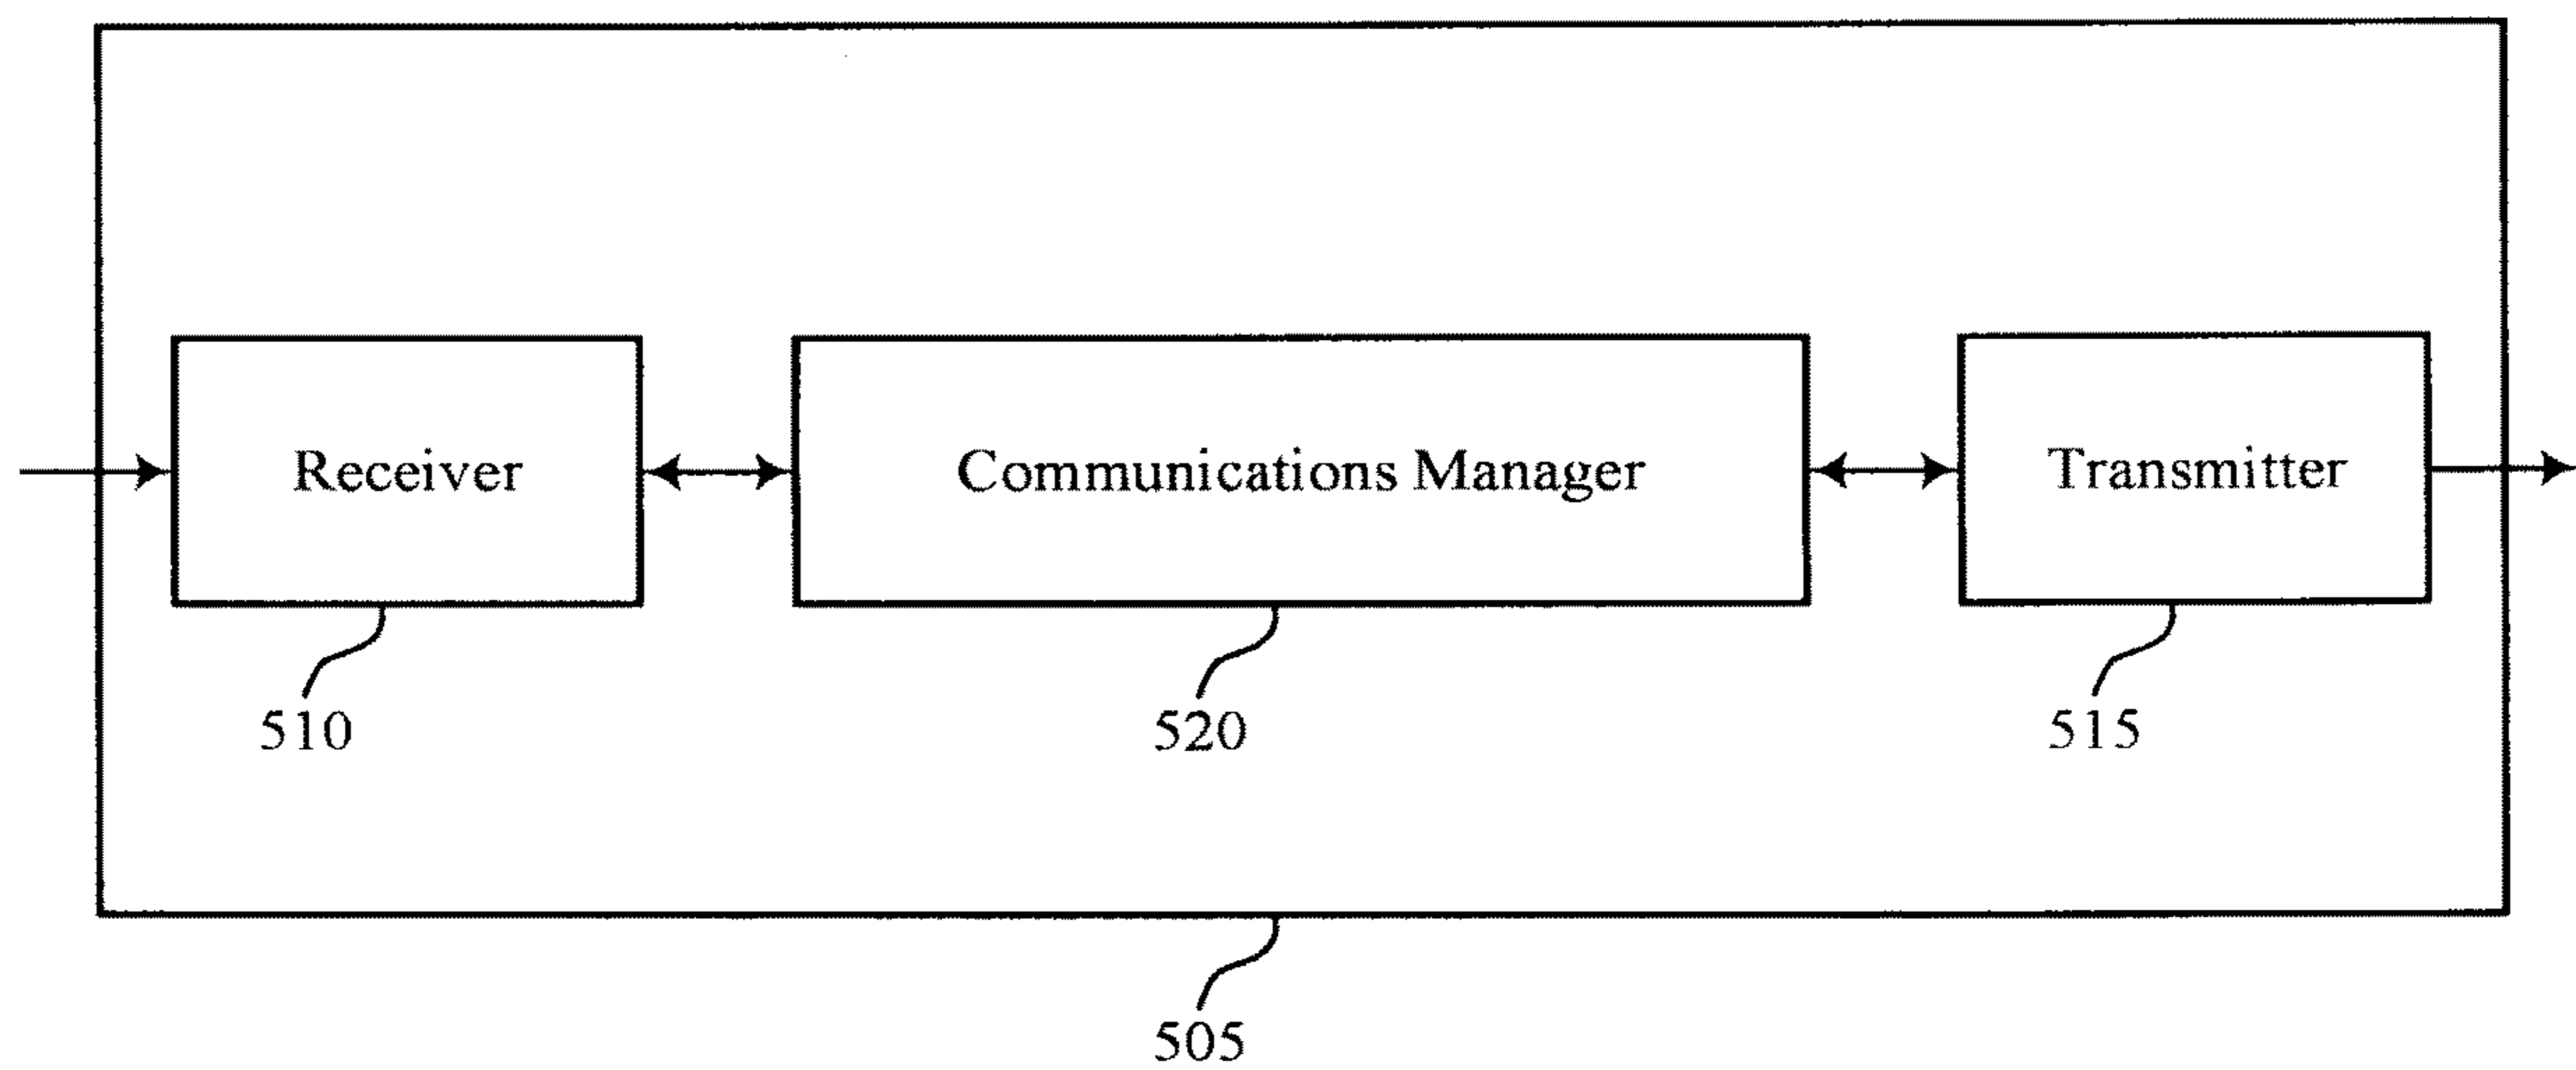 Receiver
Communications Manager
Transmitter
510
520
515
505